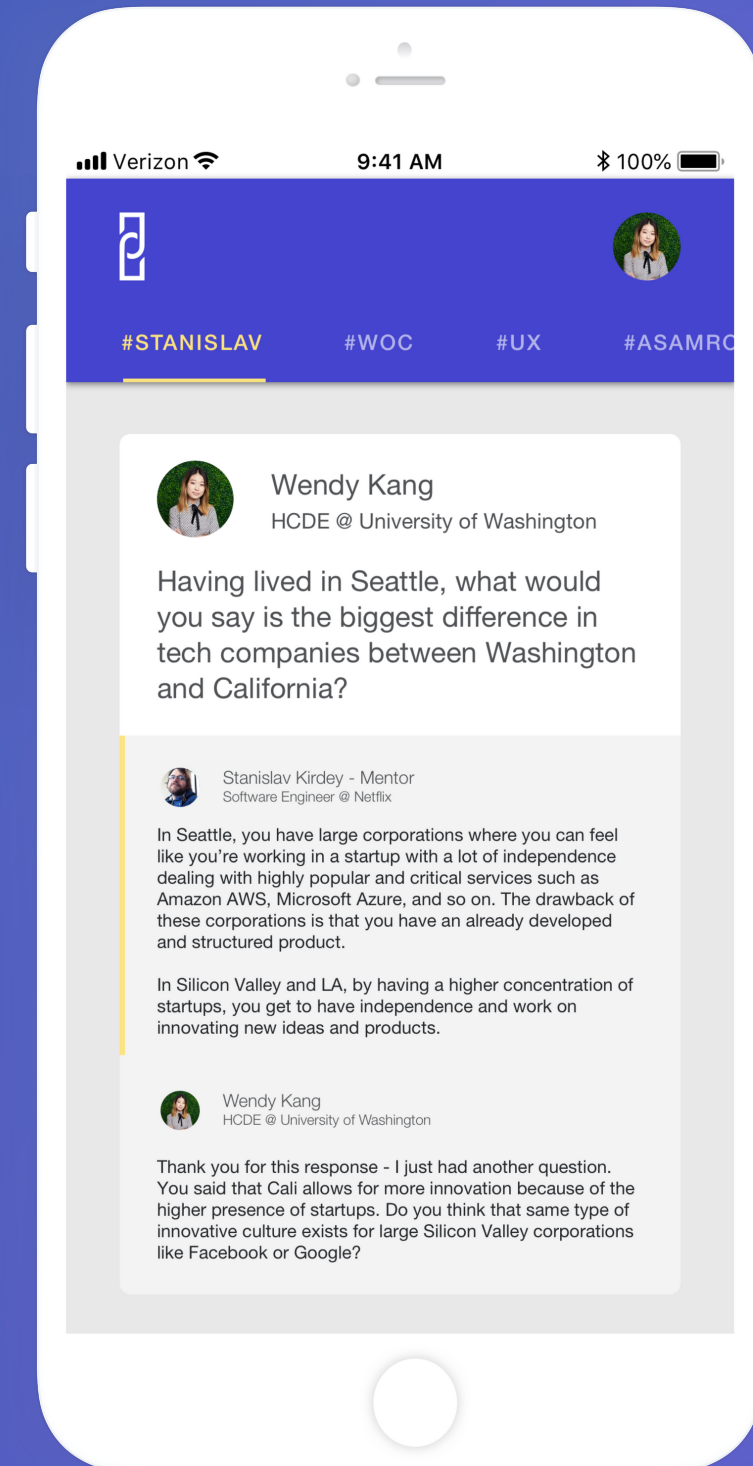 Verizon 9:41 AM 100%
#STANISLAV #WOC #UX #ASAMRC
Wendy Kang
HCDE @ University of Washington
Having lived in Seattle, what would
you say is the biggest difference in
tech companies between Washington
and California?
Stanislav Kirdey - Mentor
Software Engineer @ Netflix
In Seattle, you have large corporations where you can feel
like you’re working in a startup with a lot of independence
dealing with highly popular and critical services such as
Amazon AWS, Microsoft Azure, and so on. The drawback of
these corporations is that you have an already developed
and structured product.
In Silicon Valley and LA, by having a higher concentration of
startups, you get to have independence and work on
innovating new ideas and products.
Wendy Kang
HCDE @ University of Washington
Thank you for this response - I just had another question.
You said that Cali allows for more innovation because of the
higher presence of startups. Do you think that same type of
innovative culture exists for large Silicon Valley corporations
like Facebook or Google?